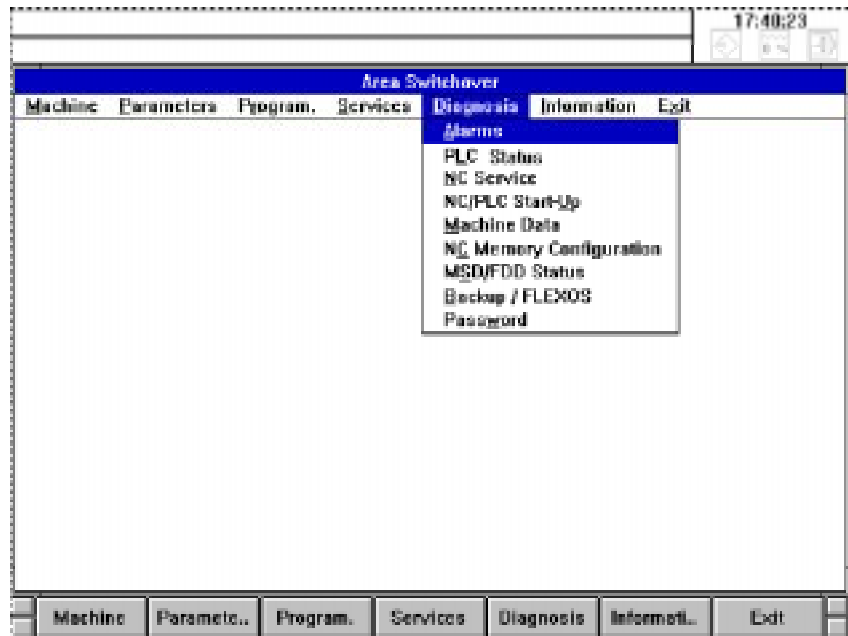 17:40:23
Area Switchover
Machine Parameters Program. Services Diagnosis Information Exit
Alarms
PLC Status
NC Service
NC/PLC Start-Up
Machine Data
NC Memory Configuration
MSD/FDD Status
Backup / FLEXOS
Password
Machine Paramete.. Program. Services Diagnosis Informati.. Exit